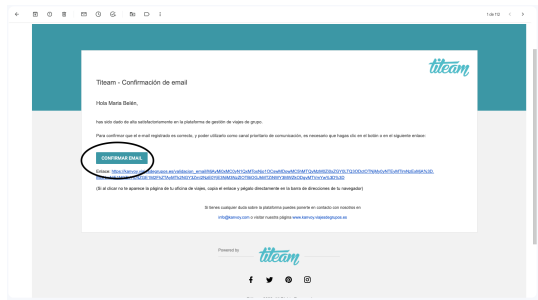 1 de 112
titeam
Titeam - Confirmación de email
Hola Maria Belén,
has sido dado de alta satisfactoriamente en la plataforma de gestión de viajes de grupo.
Para confirmar que el e-mail registrado es correcto, y poder utilizarlo como canal prioritario de comunicación, es necesario que hagas clic en el botón o en el siguiente enlace:
CONFIRMAR EMAIL
Enlace:
(Si al clicar no te aparece la página de tu oficina de viajes, copia el enlace y pégalo directamente en la barra de direcciones de tu navegador)
Si tienes cualquier duda sobre la plataforma puedes ponerte en contacto con nosotros en
info@kamvoy.com o visitar nuestra página www.kamvoy.viajesdegrupos.es
Powered by
titeam